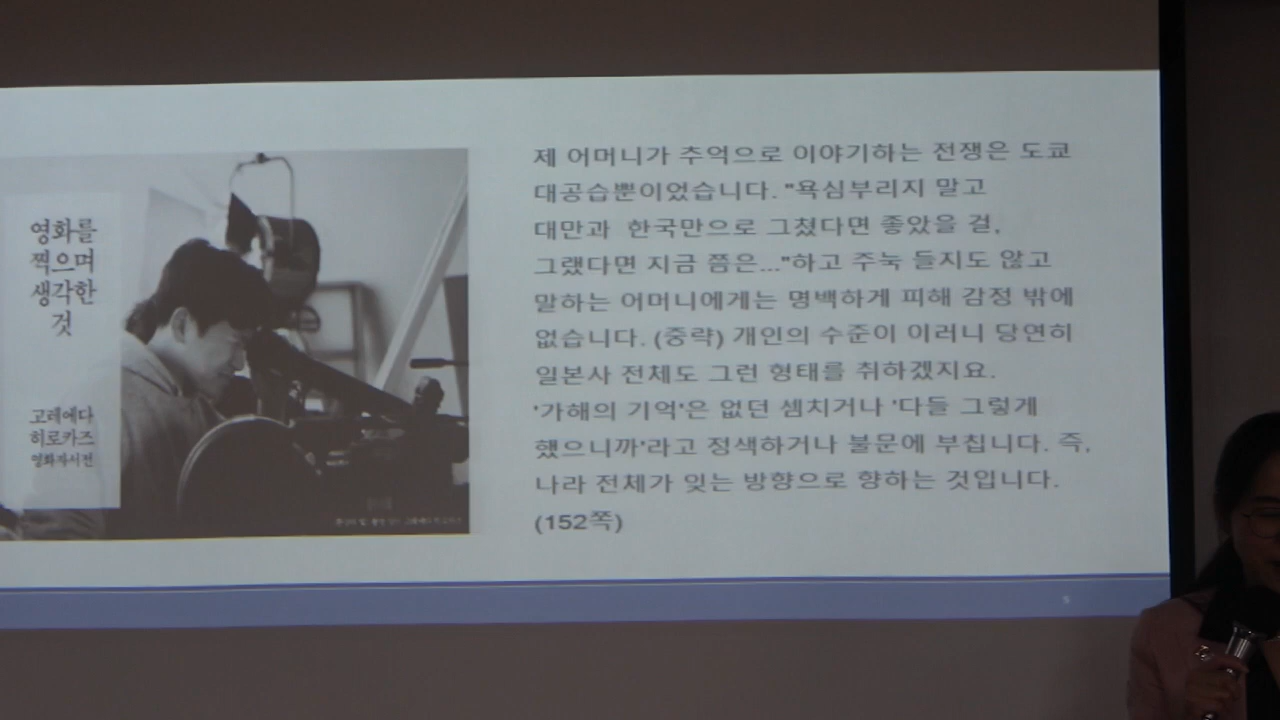 영화를
찍으며
생각한
것
고레에다
히로카즈
영화자서전
제 어머니가 추억으로 이야기하는 전쟁은 도쿄
대공습뿐이었습니다. "욕심부리지 말고
대만과 한국만으로 그쳤다면 좋았을 걸,
그랬다면 지금 쯤은..."하고 주눅 들지도 않고
말하는 어머니에게는 명백하게 피해 감정 밖에
없습니다. (중략) 개인의 수준이 이러니 당연히
일본사 전체도 그런 형태를 취하겠지요.
'가해의 기억'은 없던 셈치거나 '다들 그렇게
했으니까'라고 정색하거나 불문에 부칩니다. 즉,
나라 전체가 잊는 방향으로 향하는 것입니다.
(152쪽)
9